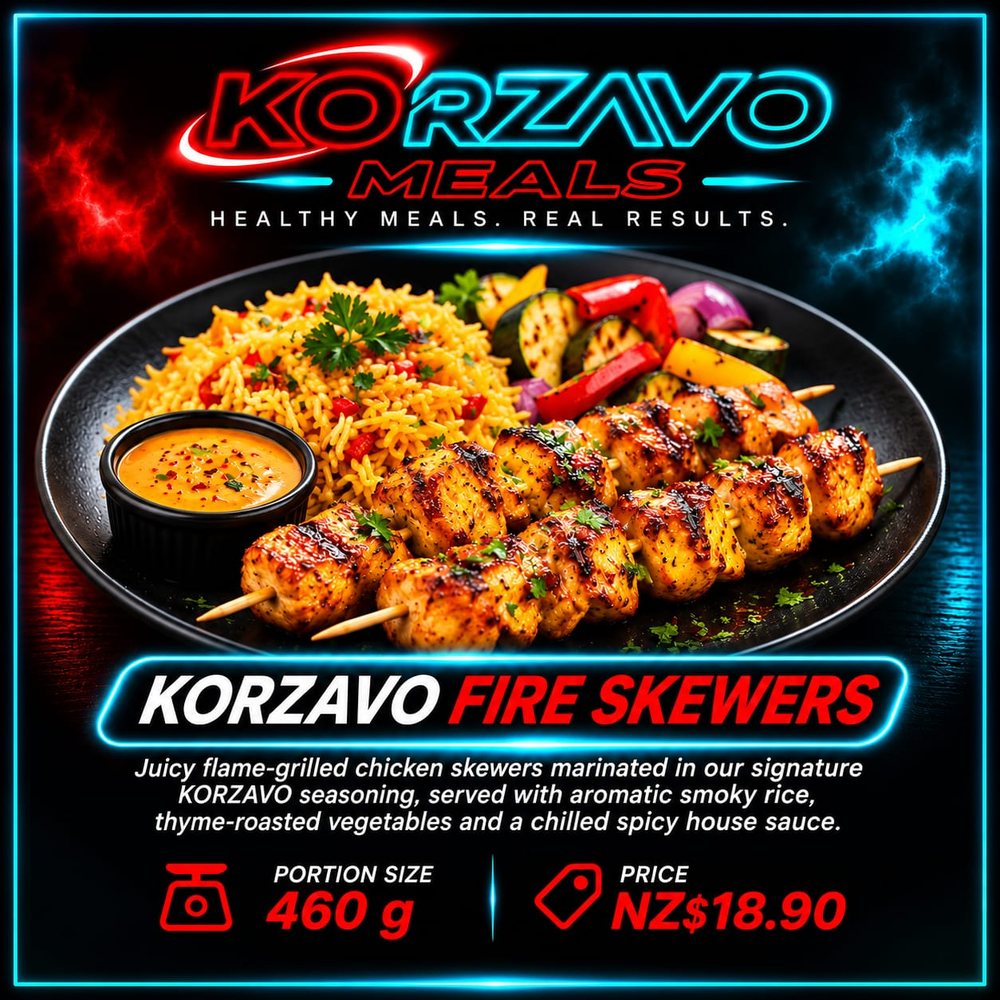 KORZAVO
MEALS
HEALTHY MEALS. REAL RESULTS.
KORZAVO FIRE SKEWERS
Juicy flame-grilled chicken skewers marinated in our signature
KORZAVO seasoning, served with aromatic smoky rice,
thyme-roasted vegetables and a chilled spicy house sauce.
PORTION SIZE
460 g
PRICE
NZ$18.90